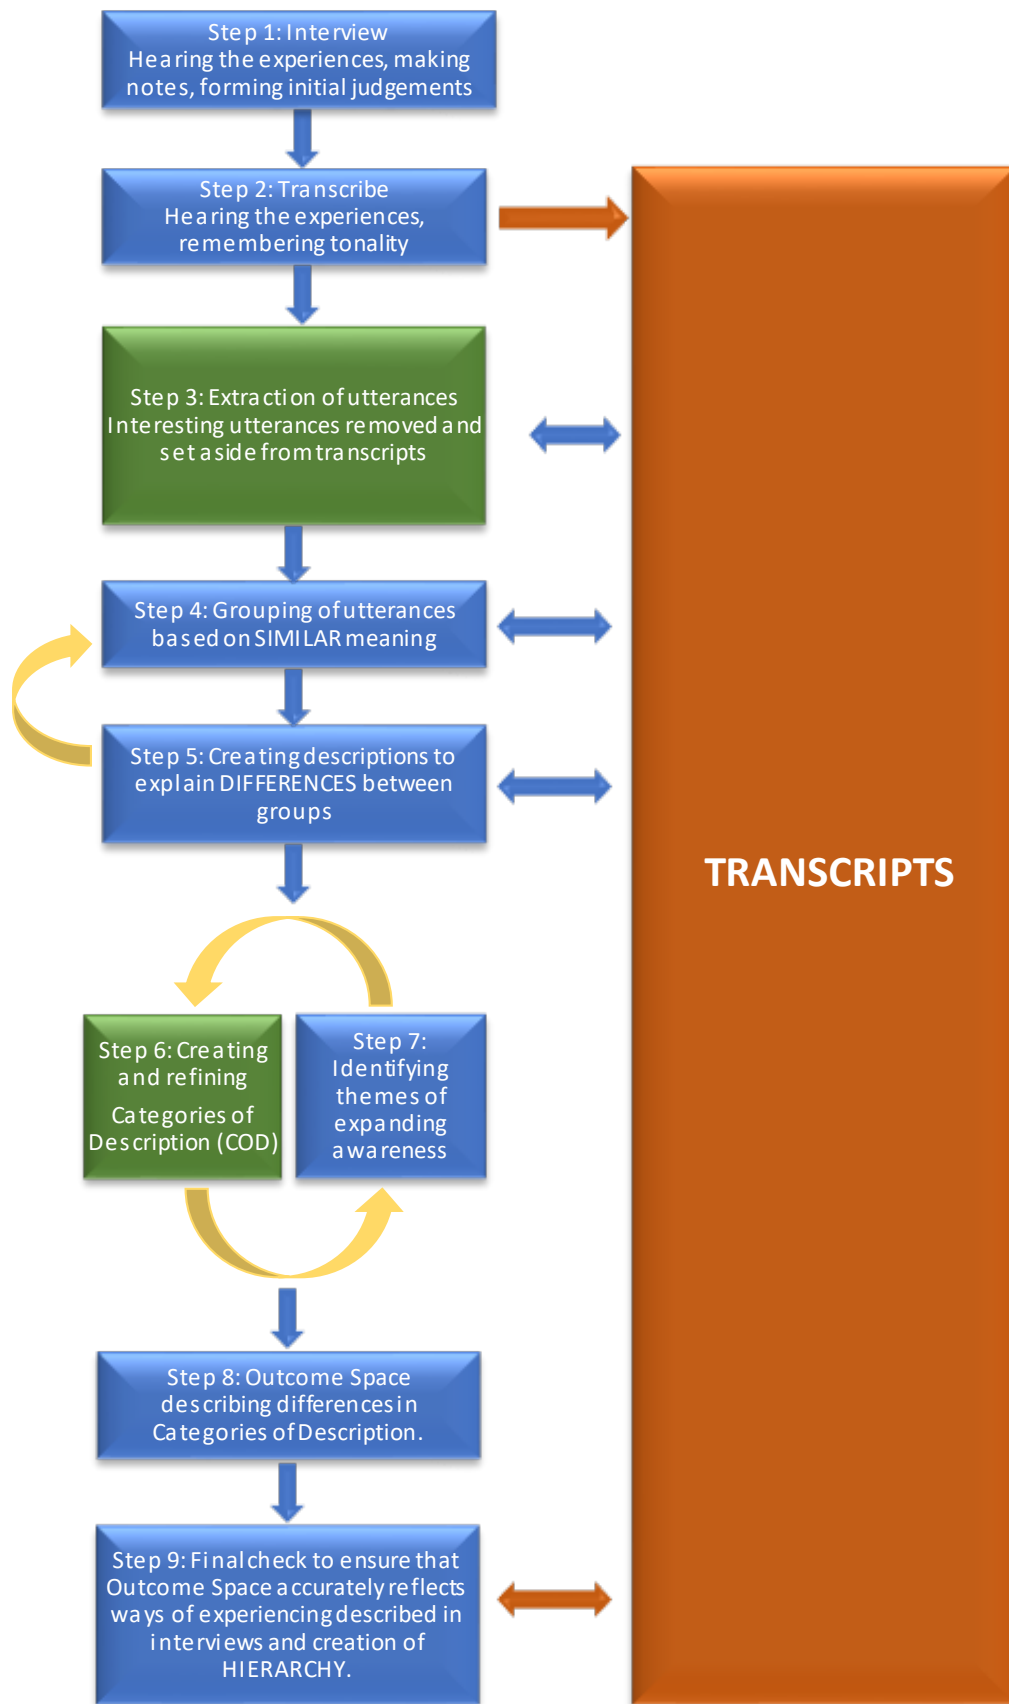 Step 1: Interview
Hearing the experiences, making
notes, forming initial judgements
Step 2: Transcribe
Hearing the experiences,
remembering tonality
Step 3: Extraction of utterances
Interesting utterances removed and
set aside from transcripts
Step 4: Grouping of utterances
based on SIMILAR meaning
Step 5: Creating descriptions to
explain DIFFERENCES between
groups
TRANSCRIPTS
Step 6: Creating
and refining
Categories of
Description (COD)
Step 7:
Identifying
themes of
expanding
awareness
Step 8: Outcome Space
describing differences in
Categories of Description.
Step 9: Final check to ensure that
Outcome Space accurately reflects
ways of experiencing described in
interviews and creation of
HIERARCHY.